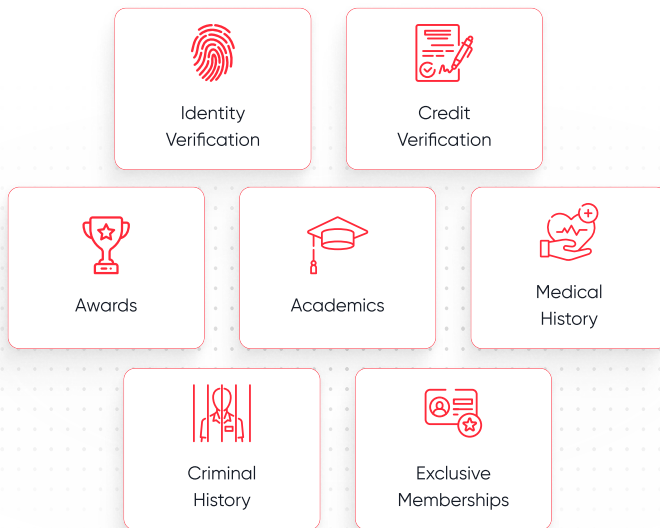 Identity
Verification
Credit
Verification
Awards
Academics
Medical
History
Criminal
History
Exclusive
Memberships